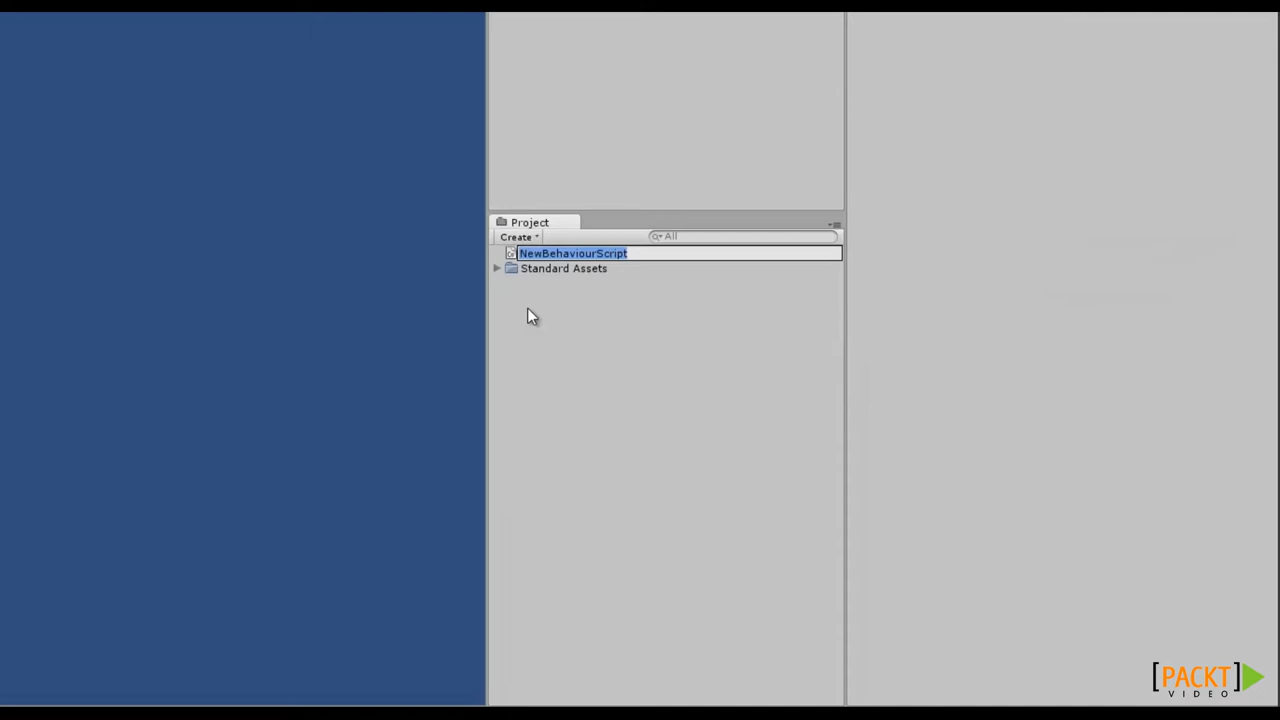 Project
Create
All
NewBehaviourScript
Standard Assets
[PACKT]
VIDEO